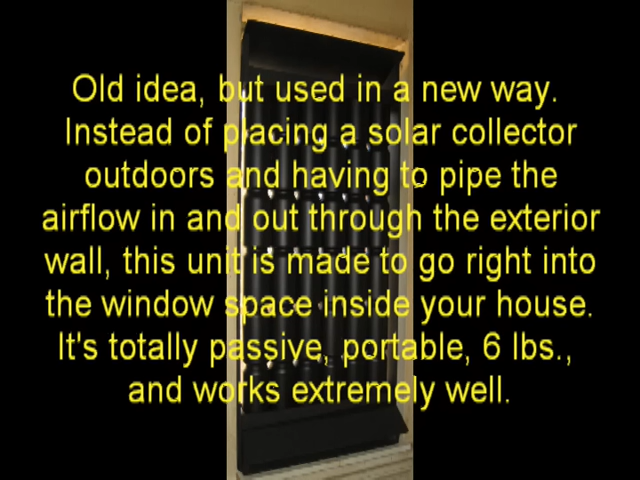 Old idea, but used in a new way.
Instead of placing a solar collector
outdoors and having to pipe the
airflow in and out through the exterior
wall, this unit is made to go right into
the window space inside your house.
It's totally passive, portable, 6 lbs.,
and works extremely well.